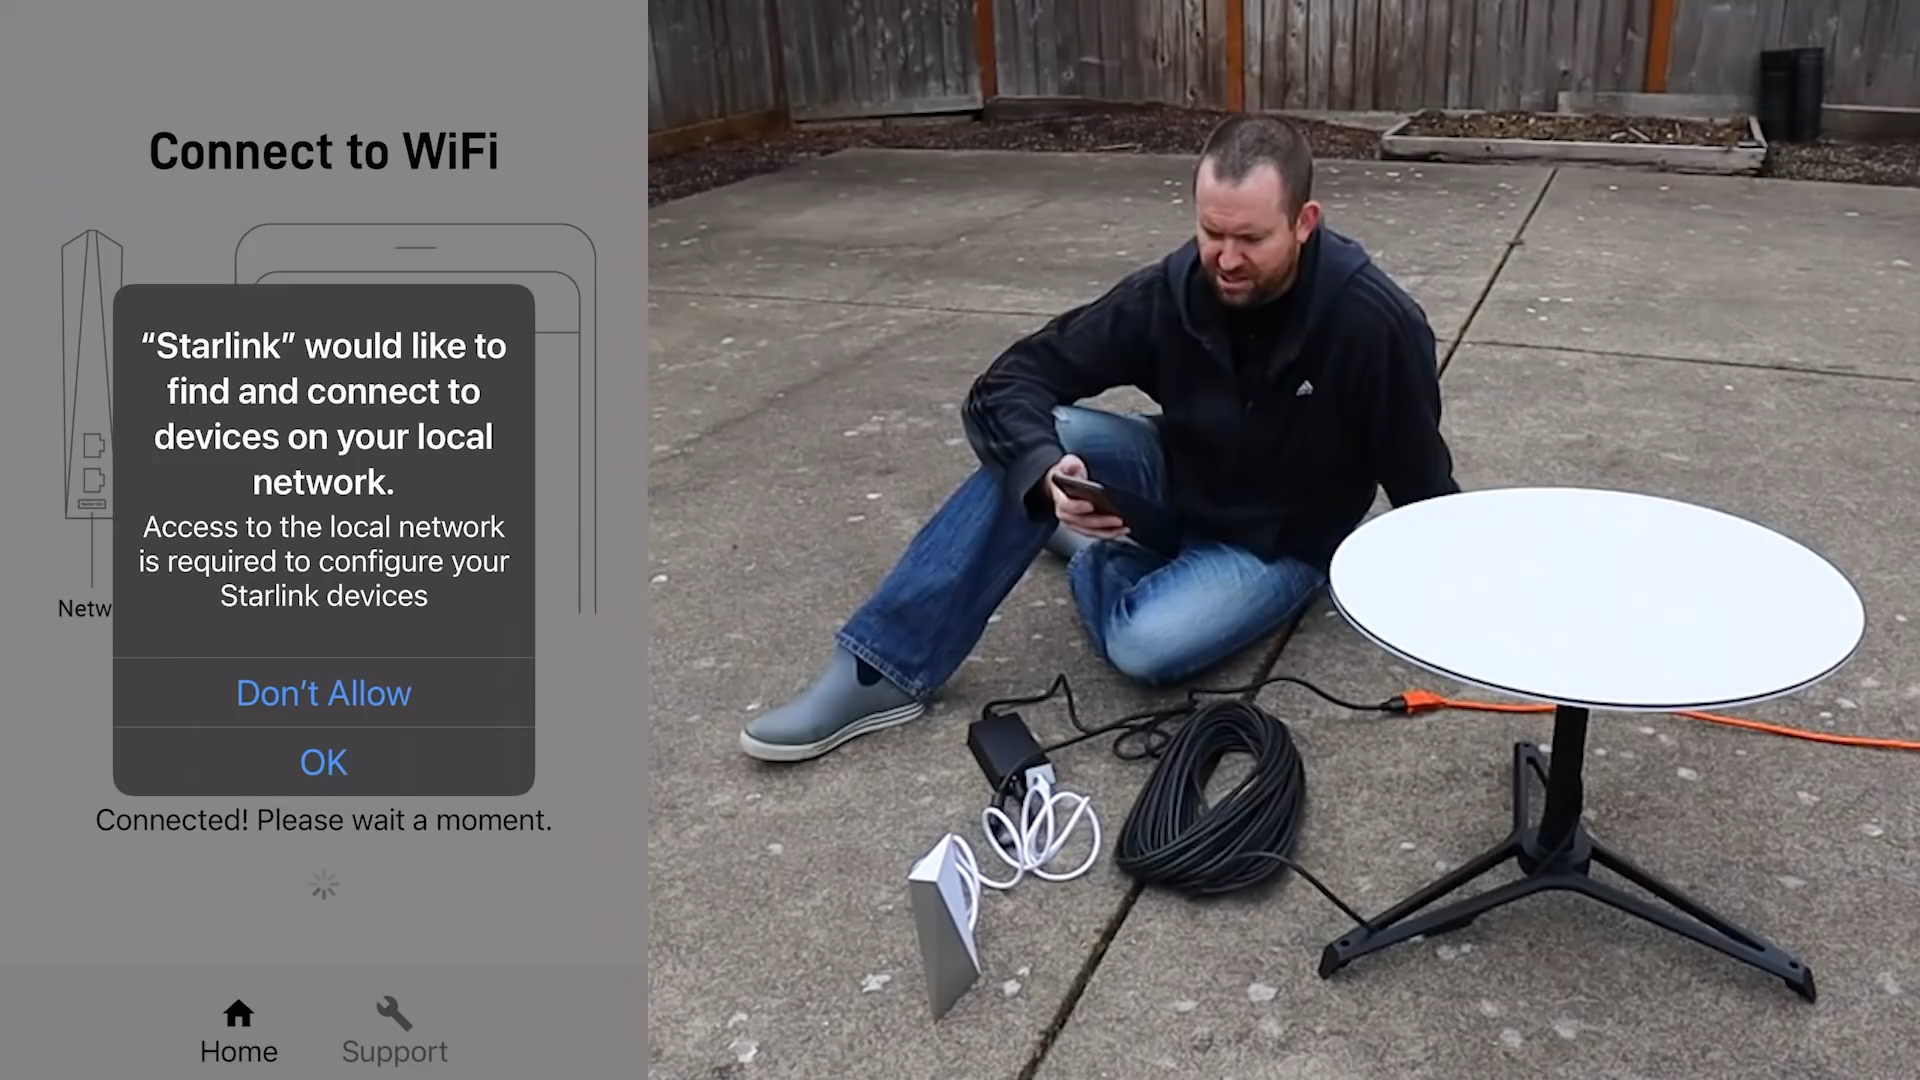 Connect to WiFi
“Starlink” would like to
find and connect to
devices on your local
network.
Access to the local network
is required to configure your
Starlink devices
Netw
Don’t Allow
OK
Connected! Please wait a moment.
Home
Support